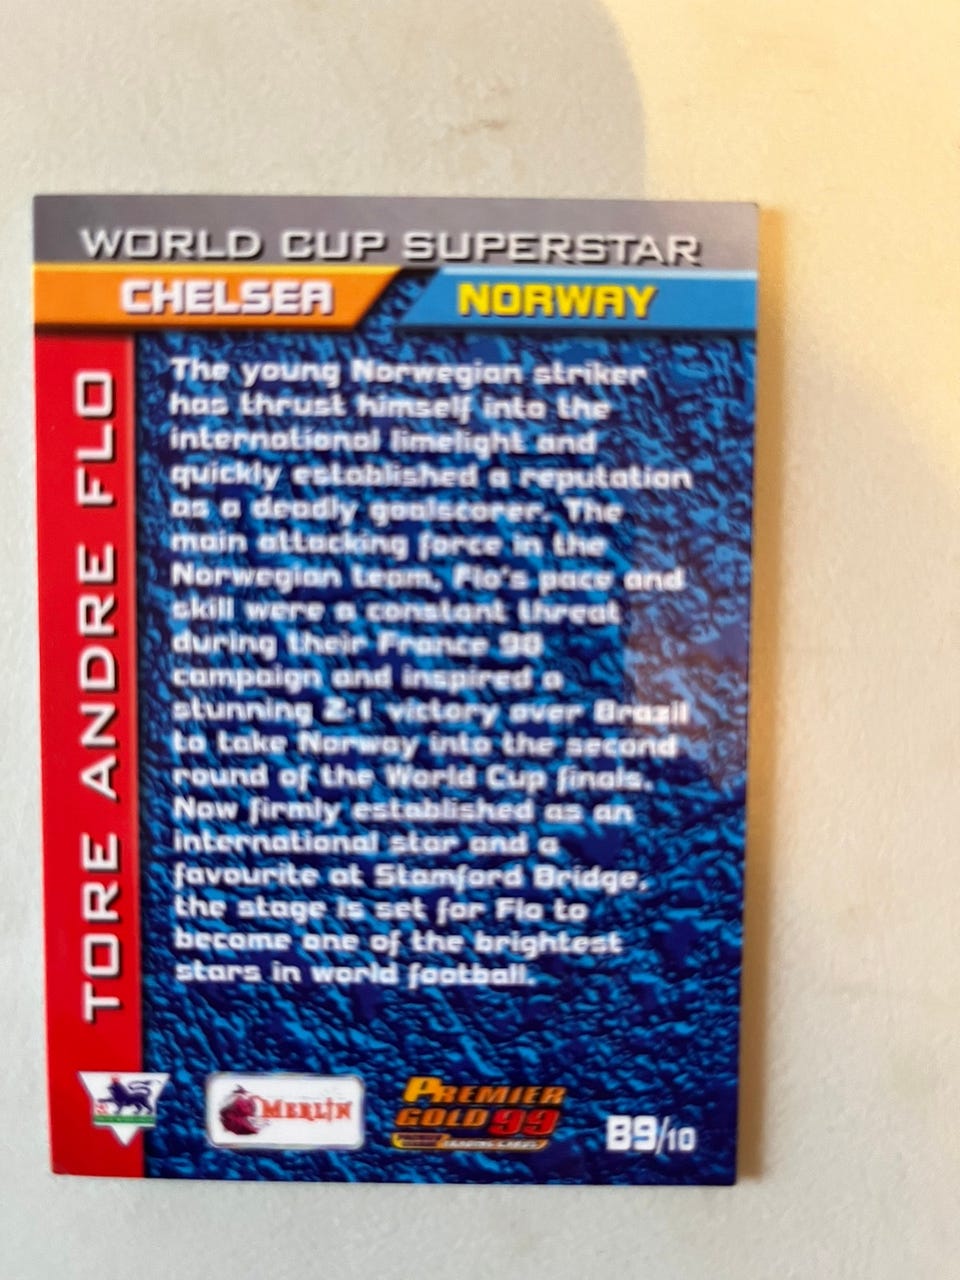 WORLD CUP SUPERSTAR
CHELSEA
NORWAY
TORE ANDRE FLO
The young Norwegian striker
has thrust himself into the
international limelight and
quickly established a reputation
as a deadly goalscorer. The
main attacking force in the
Norwegian team, Flo's pace and
skill were a constant threat
during their France 98
campaign and inspired a
stunning 2-1 victory over Brazil
to take Norway into the second
round of the World Cup finals.
Now firmly established as an
international star and a
favourite at Stamford Bridge,
the stage is set for Flo to
become one of the brightest
stars in world football.
MERLIN
PREMIER
GOLD 99
TRADING CARDS
B9/10